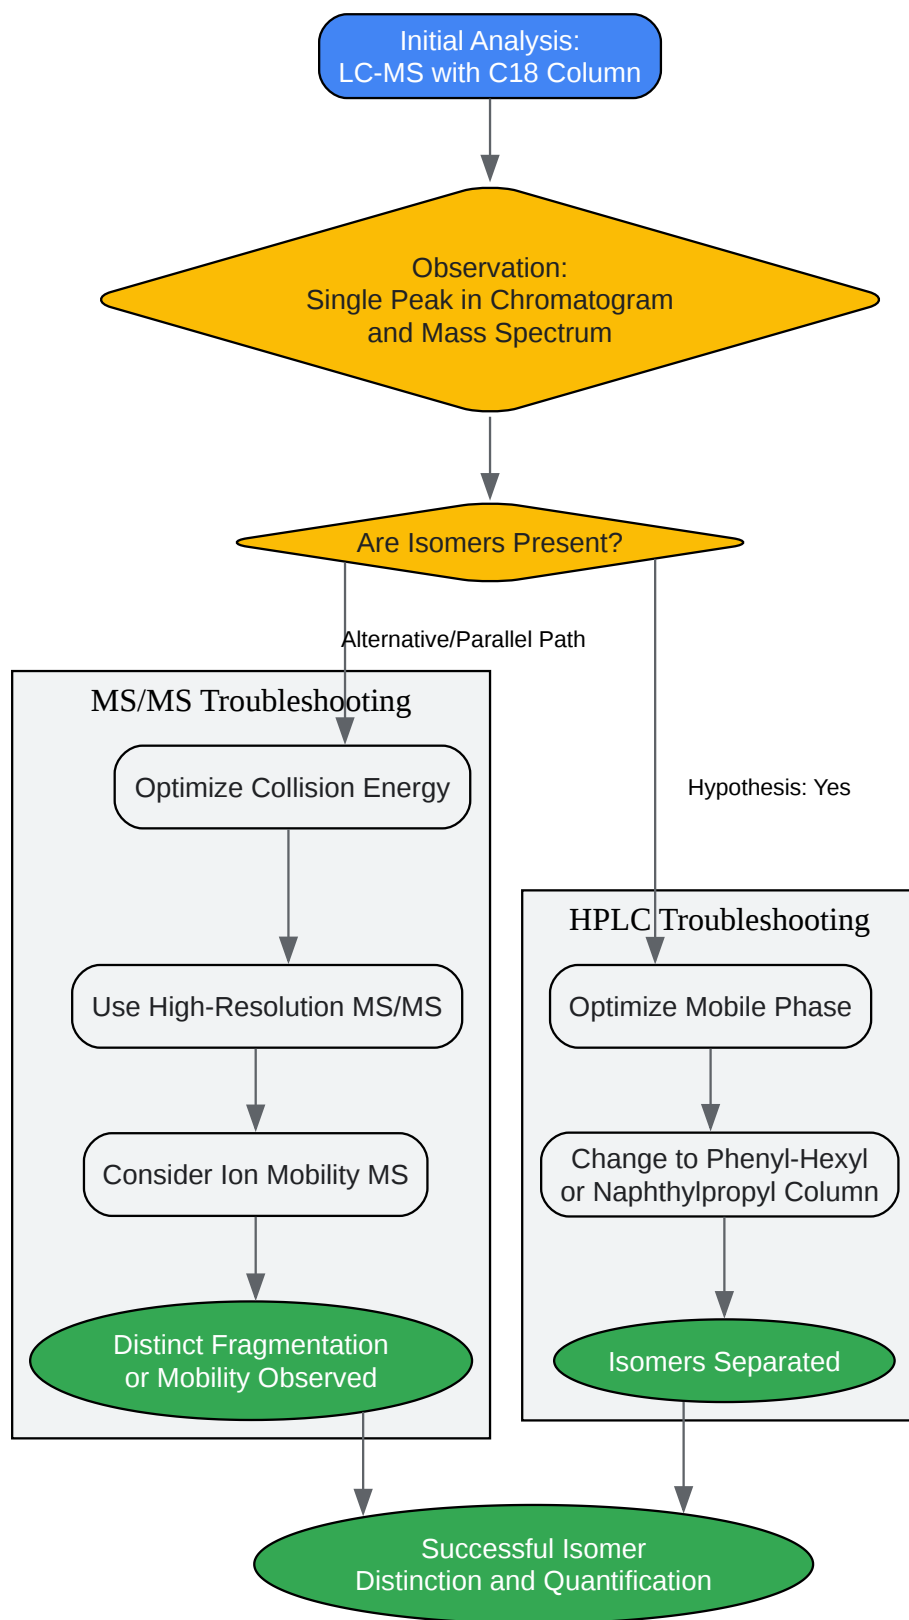 Initial Analysis:
LC-MS with C18 Column
Observation:
Single Peak in Chromatogram
and Mass Spectrum
Are Isomers Present?
Alternative/Parallel Path
MS/MS Troubleshooting
Optimize Collision Energy
Use High-Resolution MS/MS
Consider Ion Mobility MS
Distinct Fragmentation
or Mobility Observed
Hypothesis: Yes
HPLC Troubleshooting
Optimize Mobile Phase
Change to Phenyl-Hexyl
or Naphthylpropyl Column
Isomers Separated
Successful Isomer
Distinction and Quantification